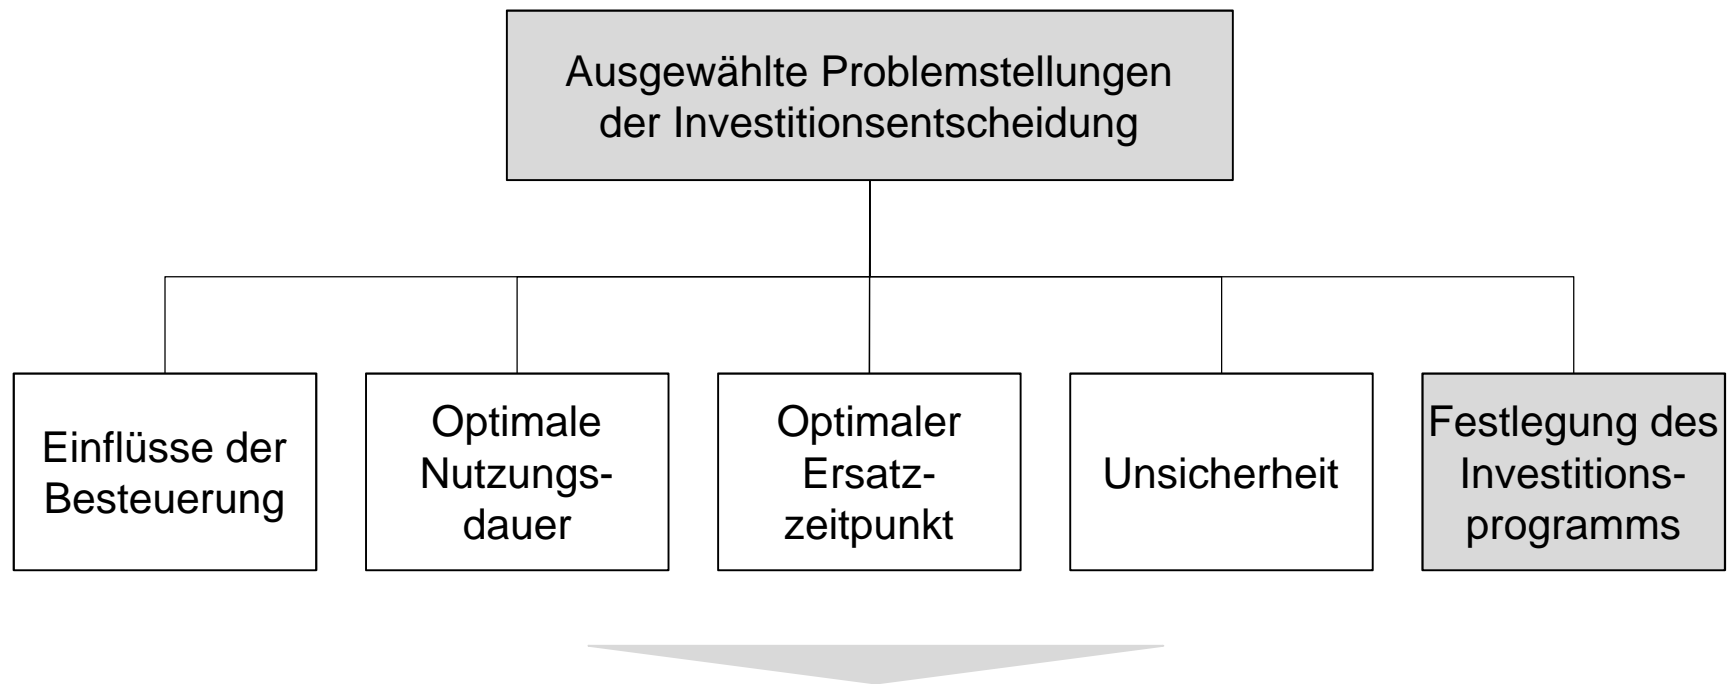 Ausgewählte Problemstellungen
der Investitionsentscheidung
Einflüsse der
Besteuerung
Optimale
Nutzungs-
dauer
Optimaler
Ersatz-
zeitpunkt
Unsicherheit
Festlegung des
Investitions-
programms